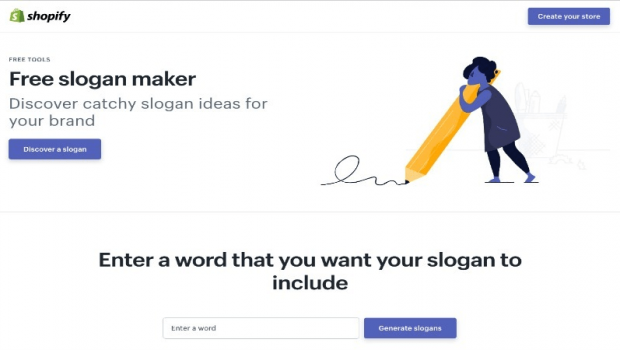 shopify
Create your store
FREE TOOLS
Free slogan maker
Discover catchy slogan ideas for
your brand
Discover a slogan
Enter a word that you want your slogan to
include
Enter a word
Generate slogans